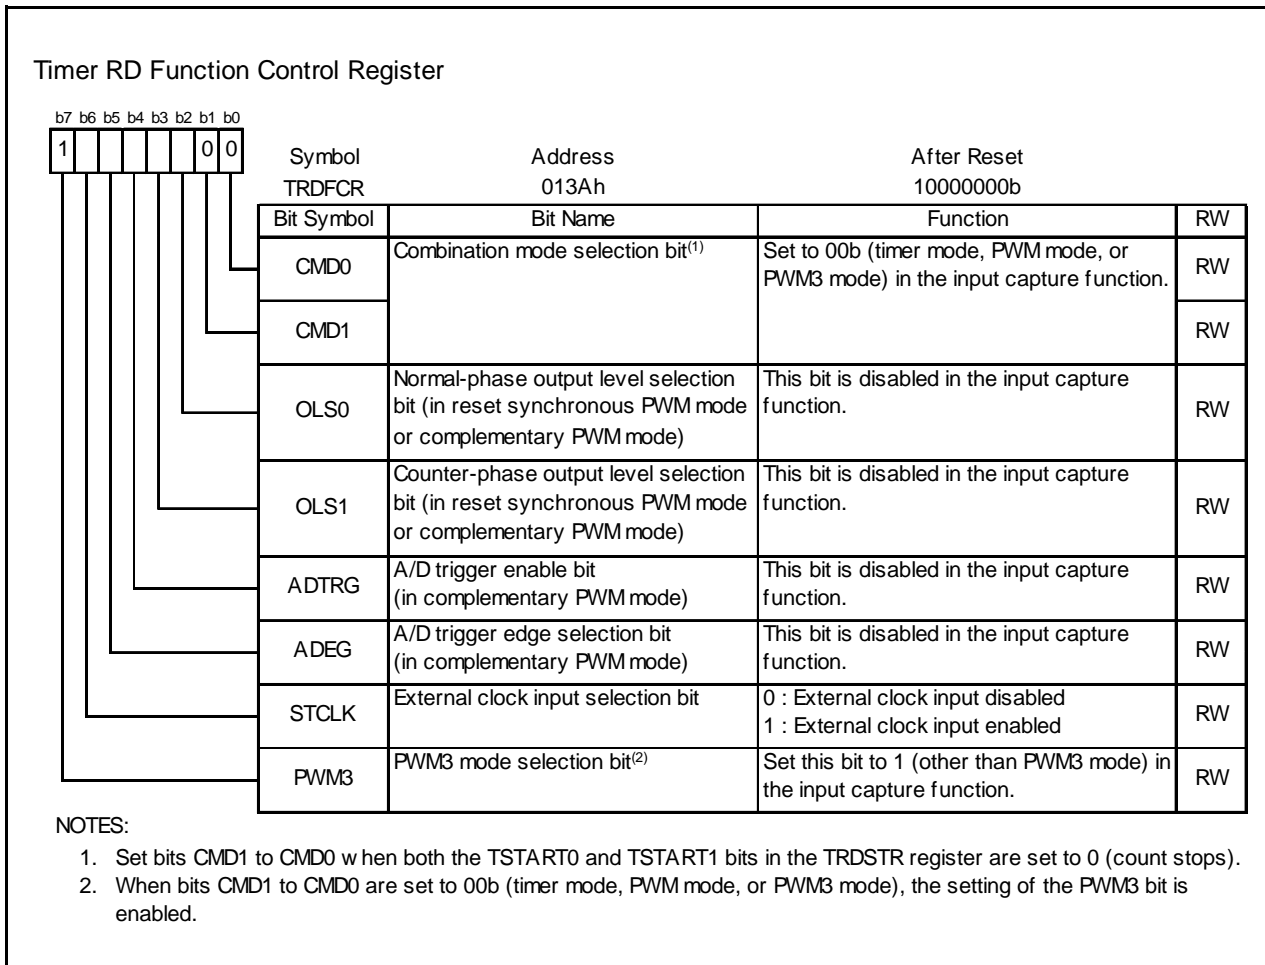 Timer RD Function Control Register
b7 b6 b5 b4 b3 b2 b1 b0
1 0 0
Symbol Address After Reset
TRDFCR 013Ah 10000000b
Bit Symbol Bit Name Function RW
CMD0 Combination mode selection bit(1) Set to 00b (timer mode, PWM mode, or
PWM3 mode) in the input capture function. RW
CMD1 RW
OLS0 Normal-phase output level selection This bit is disabled in the input capture
bit (in reset synchronous PWM mode function. RW
or complementary PWM mode)
OLS1 Counter-phase output level selection This bit is disabled in the input capture
bit (in reset synchronous PWM mode function. RW
or complementary PWM mode)
ADTRG A/D trigger enable bit This bit is disabled in the input capture
(in complementary PWM mode) function. RW
ADEG A/D trigger edge selection bit This bit is disabled in the input capture
(in complementary PWM mode) function. RW
STCLK External clock input selection bit 0 : External clock input disabled
1 : External clock input enabled RW
PWM3 PWM3 mode selection bit(2) Set this bit to 1 (other than PWM3 mode) in
the input capture function. RW
NOTES:
1. Set bits CMD1 to CMD0 when both the TSTART0 and TSTART1 bits in the TRDSTR register are set to 0 (count stops).
2. When bits CMD1 to CMD0 are set to 00b (timer mode, PWM mode, or PWM3 mode), the setting of the PWM3 bit is
enabled.